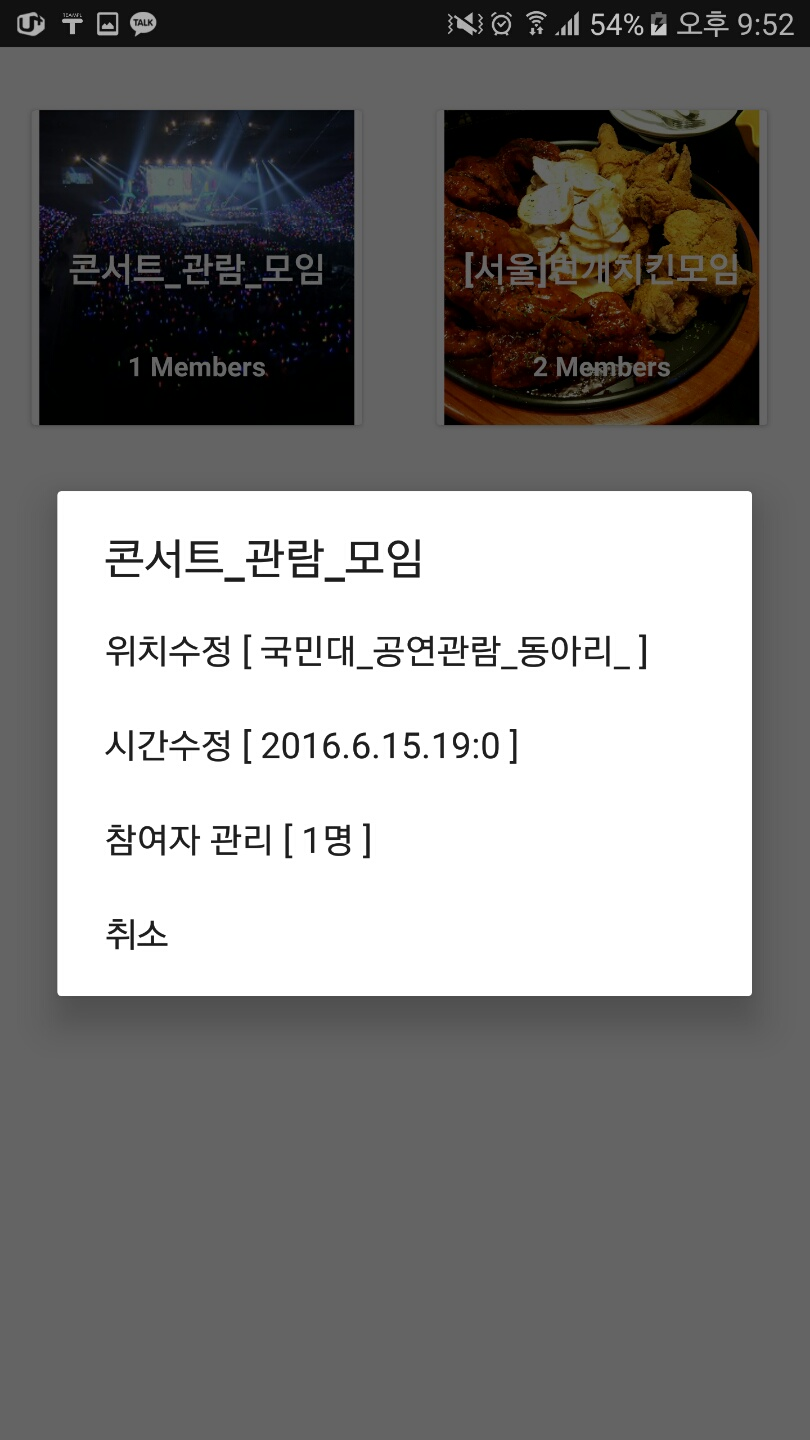 TALK
54%
오후 9:52
콘서트_관람_모임
[서울]번개치킨모임
1 Members
2 Members
콘서트_관람_모임
위치수정 [ 국민대_공연관람_동아리_ ]
시간수정 [ 2016.6.15.19:0 ]
참여자 관리 [ 1명 ]
취소